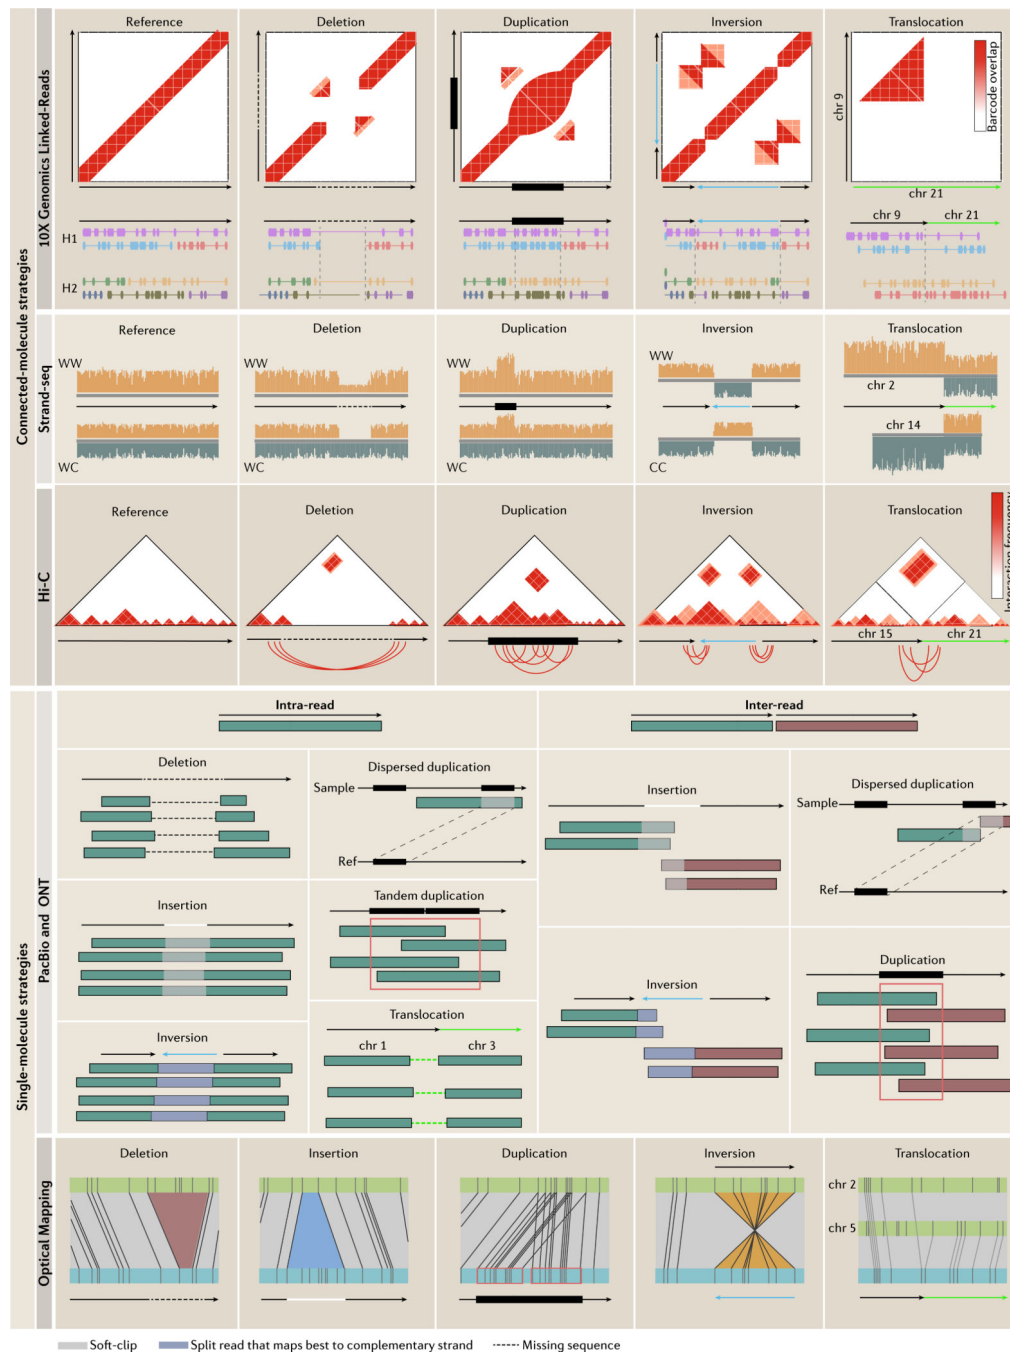 Connected-molecule strategies
10X Genomics Linked-Reads
Reference
Deletion
Duplication
Inversion
Translocation
chr 9
Barcode overlap
chr 21
H1
H2
chr 9
chr 21
Strand-seq
Reference
Deletion
Duplication
Inversion
Translocation
WW
WW
WW
WW
chr 2
chr 14
WC
WC
WC
CC
Hi-C
Reference
Deletion
Duplication
Inversion
Translocation
Interaction frequency
chr 15
chr 21
Single-molecule strategies
PacBio and ONT
Intra-read
Inter-read
Deletion
Dispersed duplication
Sample
Ref
Insertion
Dispersed duplication
Sample
Ref
Insertion
Tandem duplication
Inversion
Duplication
Inversion
Translocation
chr 1
chr 3
Optical Mapping
Deletion
Insertion
Duplication
Inversion
Translocation
chr 2
chr 5
Soft-clip
Split read that maps best to complementary strand
Missing sequence